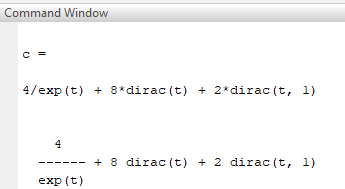 Command Window
c =
4/exp(t) + 8*dirac(t) + 2*dirac(t, 1)
4
------ + 8 dirac(t) + 2 dirac(t, 1)
exp(t)